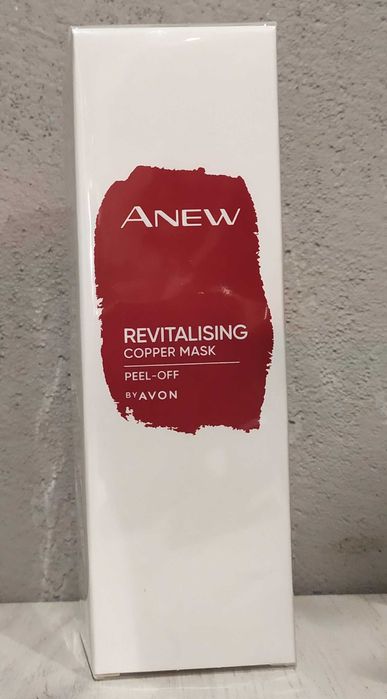 ANEW
REVITALISING
COPPER MASK
PEEL-OFF
BY AVON